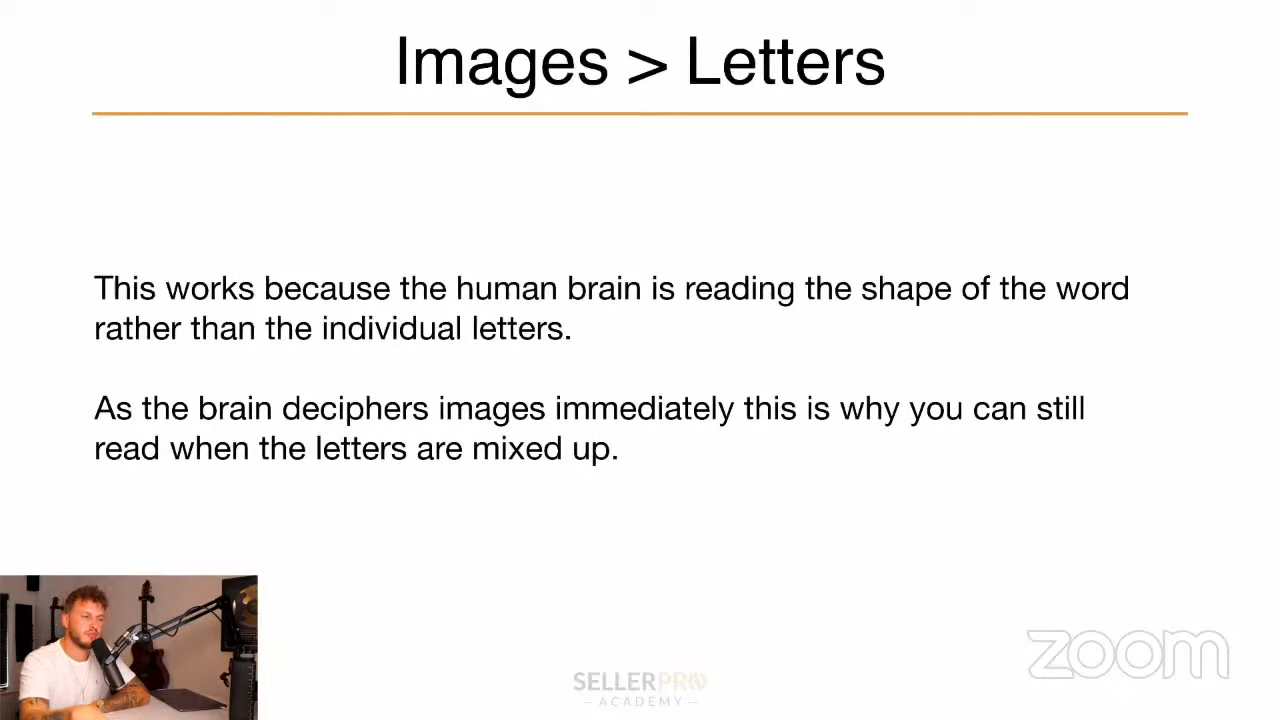 Images > Letters
This works because the human brain is reading the shape of the word
rather than the individual letters.
As the brain deciphers images immediately this is why you can still
read when the letters are mixed up.
zoom
SELLERPRO
ACADEMY